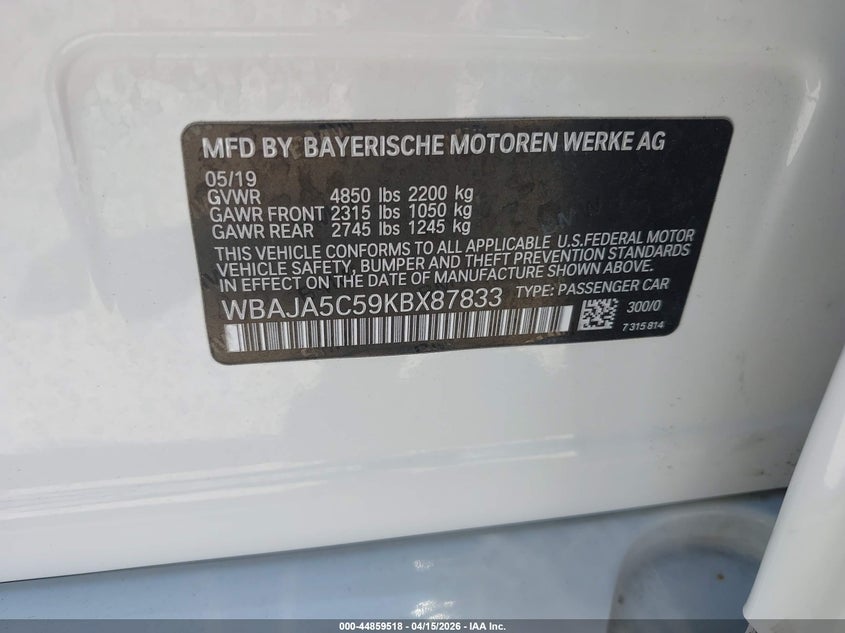 MFD BY BAYERISCHE MOTOREN WERKE AG
05/19
GVWR 4850 lbs 2200 kg
GAWR FRONT 2315 lbs 1050 kg
GAWR REAR 2745 lbs 1245 kg
THIS VEHICLE CONFORMS TO ALL APPLICABLE U.S.FEDERAL MOTOR
VEHICLE SAFETY, BUMPER AND THEFT PREVENTION STANDARDS
IN EFFECT ON THE DATE OF MANUFACTURE SHOWN ABOVE.
WBAJA5C59KBX87833 TYPE: PASSENGER CAR
300/0
7 315 814
000-44859518 - 04/15/2026 - IAA Inc.